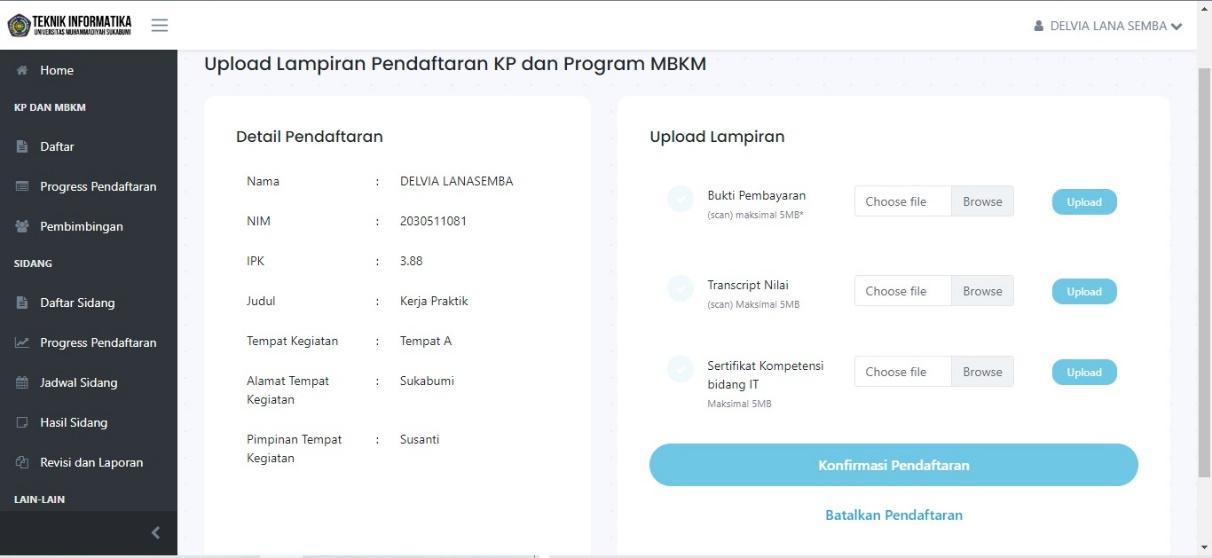 TEKNIK INFORMATIKA
UNIVERSITAS MUHAMMADIYAH SUKABUMI
DELVIA LANA SEMBA
Home
KP DAN MBKM
Daftar
Progress Pendaftaran
Pembimbingan
SIDANG
Daftar Sidang
Progress Pendaftaran
Jadwal Sidang
Hasil Sidang
Revisi dan Laporan
LAIN-LAIN
Upload Lampiran Pendaftaran KP dan Program MBKM
Detail Pendaftaran
Nama : DELVIA LANASEMBA
NIM : 2030511081
IPK : 3.88
Judul : Kerja Praktik
Tempat Kegiatan : Tempat A
Alamat Tempat : Sukabumi
Kegiatan
Pimpinan Tempat : Susanti
Kegiatan
Upload Lampiran
Bukti Pembayaran Choose file Browse Upload
(scan) maksimal 5MB*
Transcript Nilai Choose file Browse Upload
(scan) Maksimal 5MB
Sertifikat Kompetensi Choose file Browse Upload
bidang IT
Maksimal 5MB
Konfirmasi Pendaftaran
Batalkan Pendaftaran